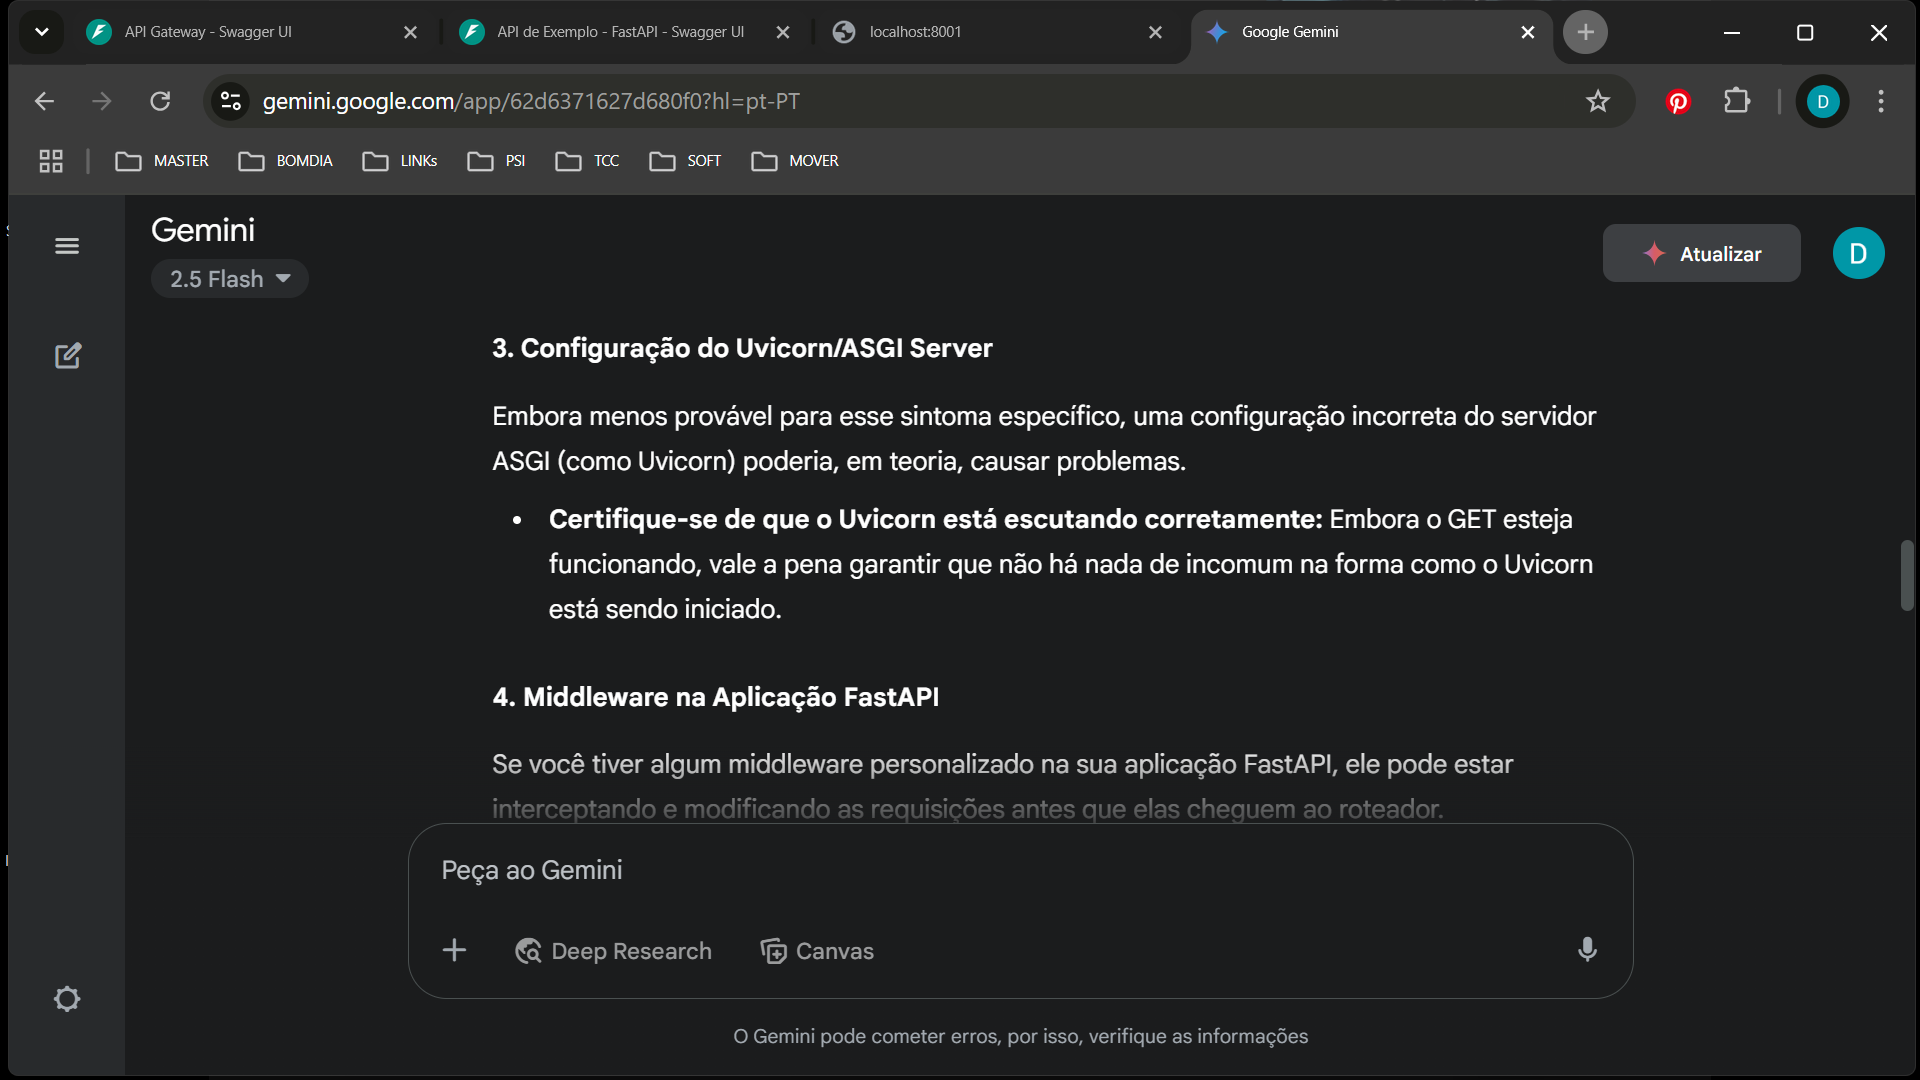 API Gateway - Swagger UI
API de Exemplo - FastAPI - Swagger UI
localhost:8001
Google Gemini
gemini.google.com/app/62d6371627d680f0?hl=pt-PT
D
MASTER
BOMDIA
LINKs
PSI
TCC
SOFT
MOVER
Gemini
2.5 Flash
Atualizar
D
3. Configuração do Uvicorn/ASGI Server
Embora menos provável para esse sintoma específico, uma configuração incorreta do servidor
ASGI (como Uvicorn) poderia, em teoria, causar problemas.
• Certifique-se de que o Uvicorn está escutando corretamente: Embora o GET esteja
funcionando, vale a pena garantir que não há nada de incomum na forma como o Uvicorn
está sendo iniciado.
4. Middleware na Aplicação FastAPI
Se você tiver algum middleware personalizado na sua aplicação FastAPI, ele pode estar
interceptando e modificando as requisições antes que elas cheguem ao roteador.
Peça ao Gemini
Deep Research
Canvas
O Gemini pode cometer erros, por isso, verifique as informações